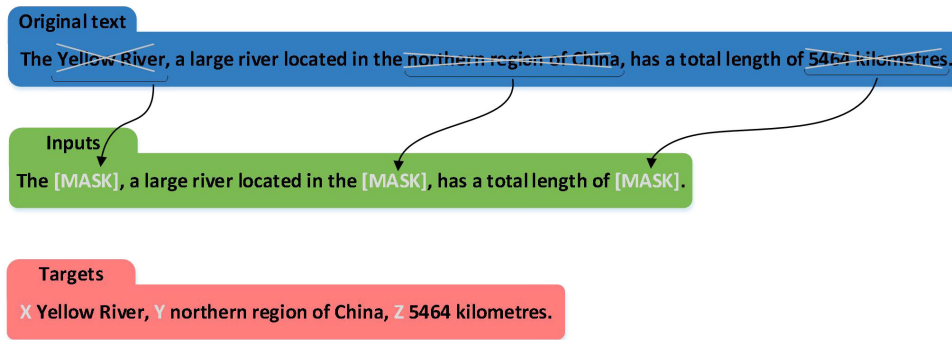 Original text
The Yellow River, a large river located in the northern region of China, has a total length of 5464 kilometres.
Inputs
The [MASK], a large river located in the [MASK], has a total length of [MASK].
Targets
X Yellow River, Y northern region of China, Z 5464 kilometres.